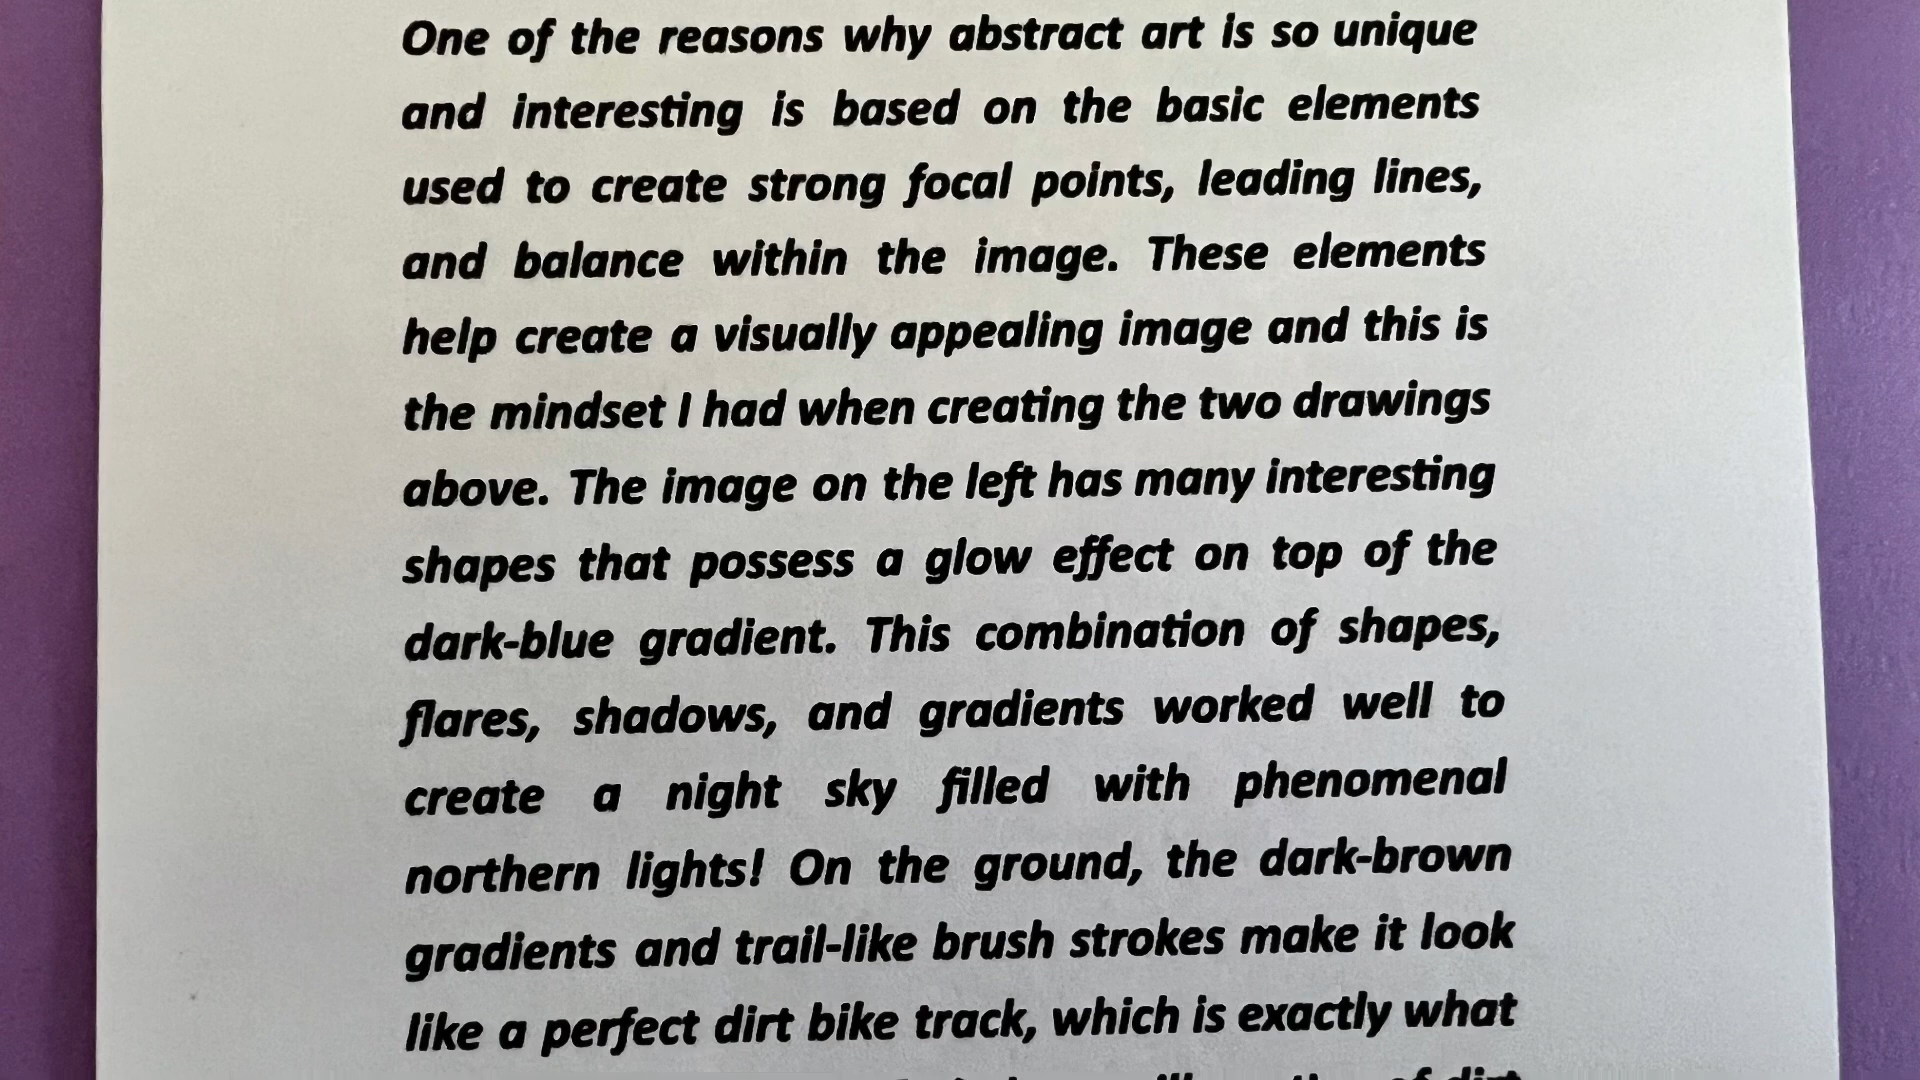 One of the reasons why abstract art is so unique
and interesting is based on the basic elements
used to create strong focal points, leading lines,
and balance within the image. These elements
help create a visually appealing image and this is
the mindset I had when creating the two drawings
above. The image on the left has many interesting
shapes that possess a glow effect on top of the
dark-blue gradient. This combination of shapes,
flares, shadows, and gradients worked well to
create a night sky filled with phenomenal
northern lights! On the ground, the dark-brown
gradients and trail-like brush strokes make it look
like a perfect dirt bike track, which is exactly what
of dirt